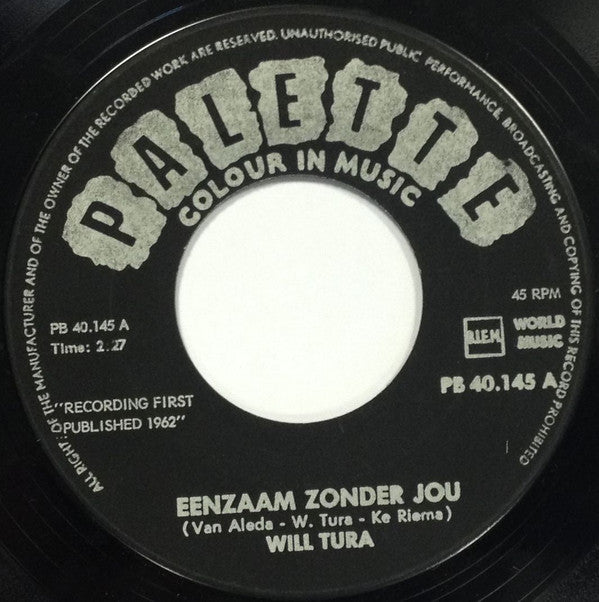 ALL RIGHT OF THE MANUFACTURER AND OF THE OWNER OF THE RECORDED WORK ARE RESERVED. UNAUTHORISED PUBLIC PERFORMANCE, BROADCASTING AND COPYING OF THIS RECORD PROHIBITED
PALETTE
COLOUR IN MUSIC
45 RPM
PB 40.145 A
Time: 2.27
B.I.E.M.
WORLD
MUSIC
PB 40.145 A
"RECORDING FIRST
PUBLISHED 1962"
EENZAAM ZONDER JOU
(Van Aleda - W. Tura - Ke Riema)
WILL TURA